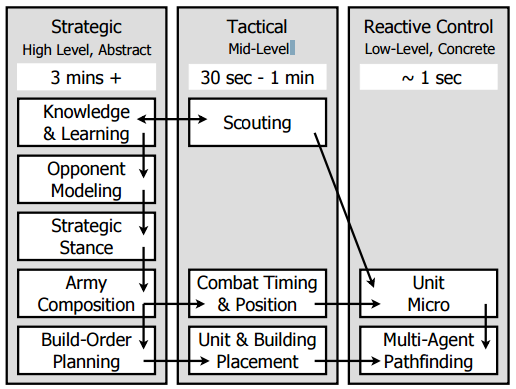 Strategic
High Level, Abstract
3 mins +
Knowledge
& Learning
Opponent
Modeling
Strategic
Stance
Army
Composition
Build-Order
Planning
Tactical
Mid-Level
30 sec - 1 min
Scouting
Combat Timing
& Position
Unit & Building
Placement
Reactive Control
Low-Level, Concrete
~ 1 sec
Unit
Micro
Multi-Agent
Pathfinding